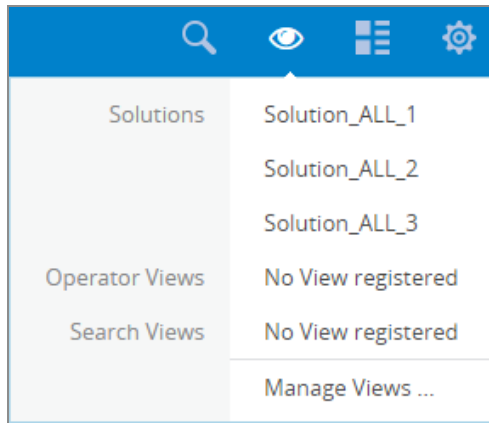 Solutions Solution_ALL_1
Solution_ALL_2
Solution_ALL_3
Operator Views No View registered
Search Views No View registered
Manage Views ...